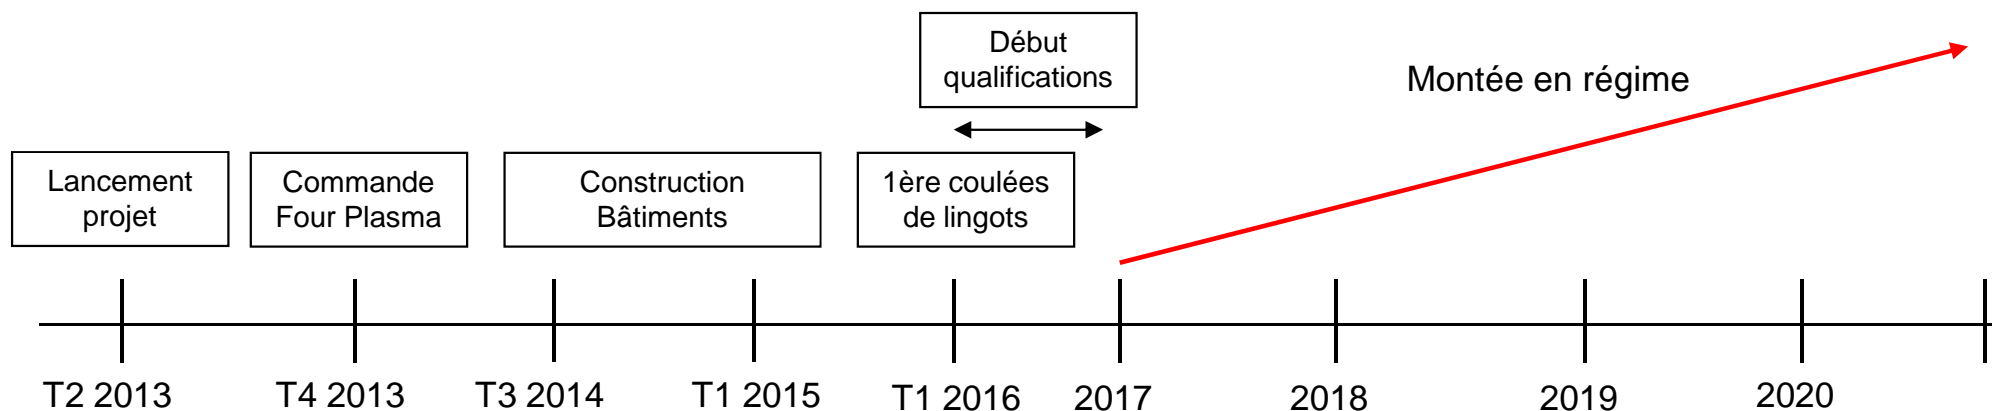 Début
qualifications
Montée en régime
Lancement
projet
Commande
Four Plasma
Construction
Bâtiments
1ère coulées
de lingots
T2 2013
T4 2013
T3 2014
T1 2015
T1 2016
2017
2018
2019
2020